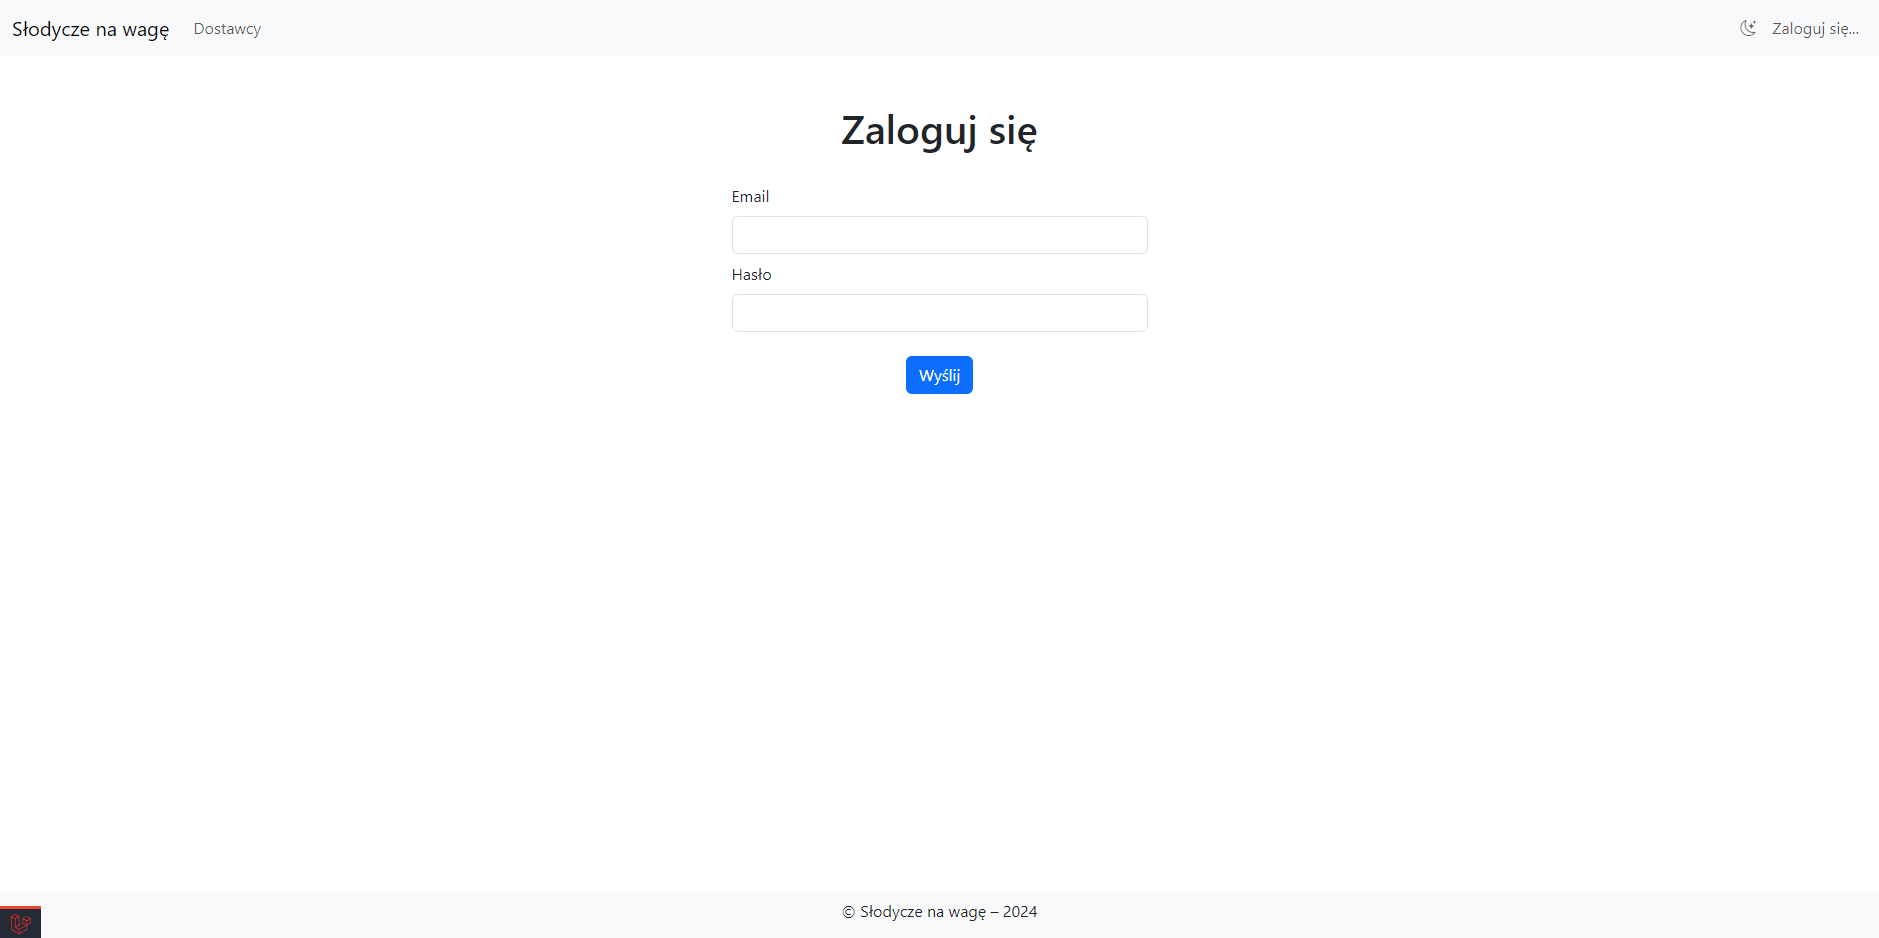 Słodycze na wagę
Dostawcy
Zaloguj się...
Zaloguj się
Email
Hasło
Wyślij
© Słodycze na wagę – 2024